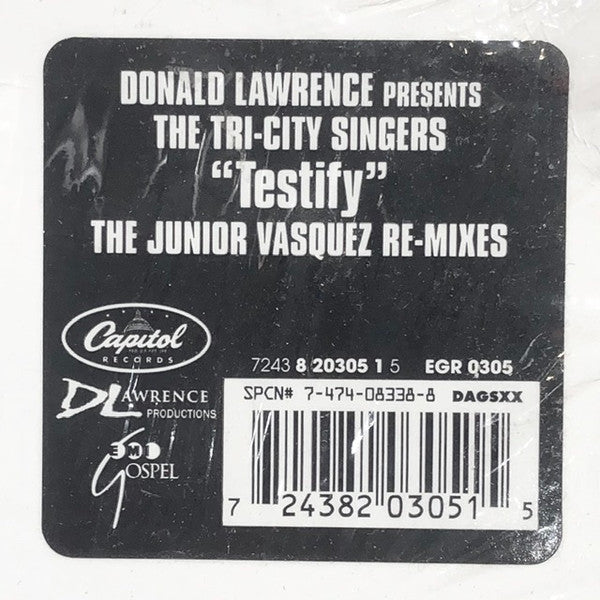 DONALD LAWRENCE PRESENTS
THE TRI-CITY SINGERS
“Testify”
THE JUNIOR VASQUEZ RE-MIXES
Capitol
RECORDS
7243 8 20305 1 5 EGR 0305
SPCN# 7-474-08338-8 DAGSXX
DLAWRENCE
PRODUCTIONS
EMI
GOSPEL
7 24382 03051 5